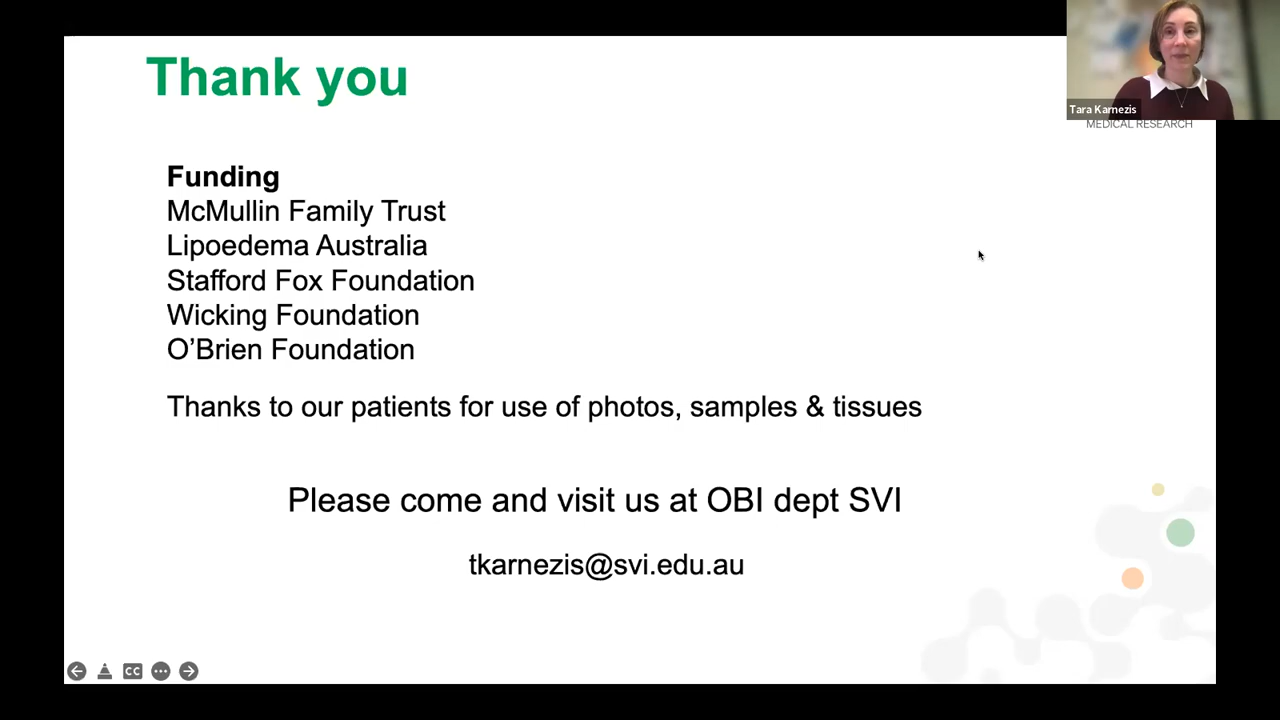 Thank you
Tara Karnezis
MEDICAL RESEARCH
Funding
McMullin Family Trust
Lipoedema Australia
Stafford Fox Foundation
Wicking Foundation
O’Brien Foundation
Thanks to our patients for use of photos, samples & tissues
Please come and visit us at OBI dept SVI
tkarnezis@svi.edu.au
CC